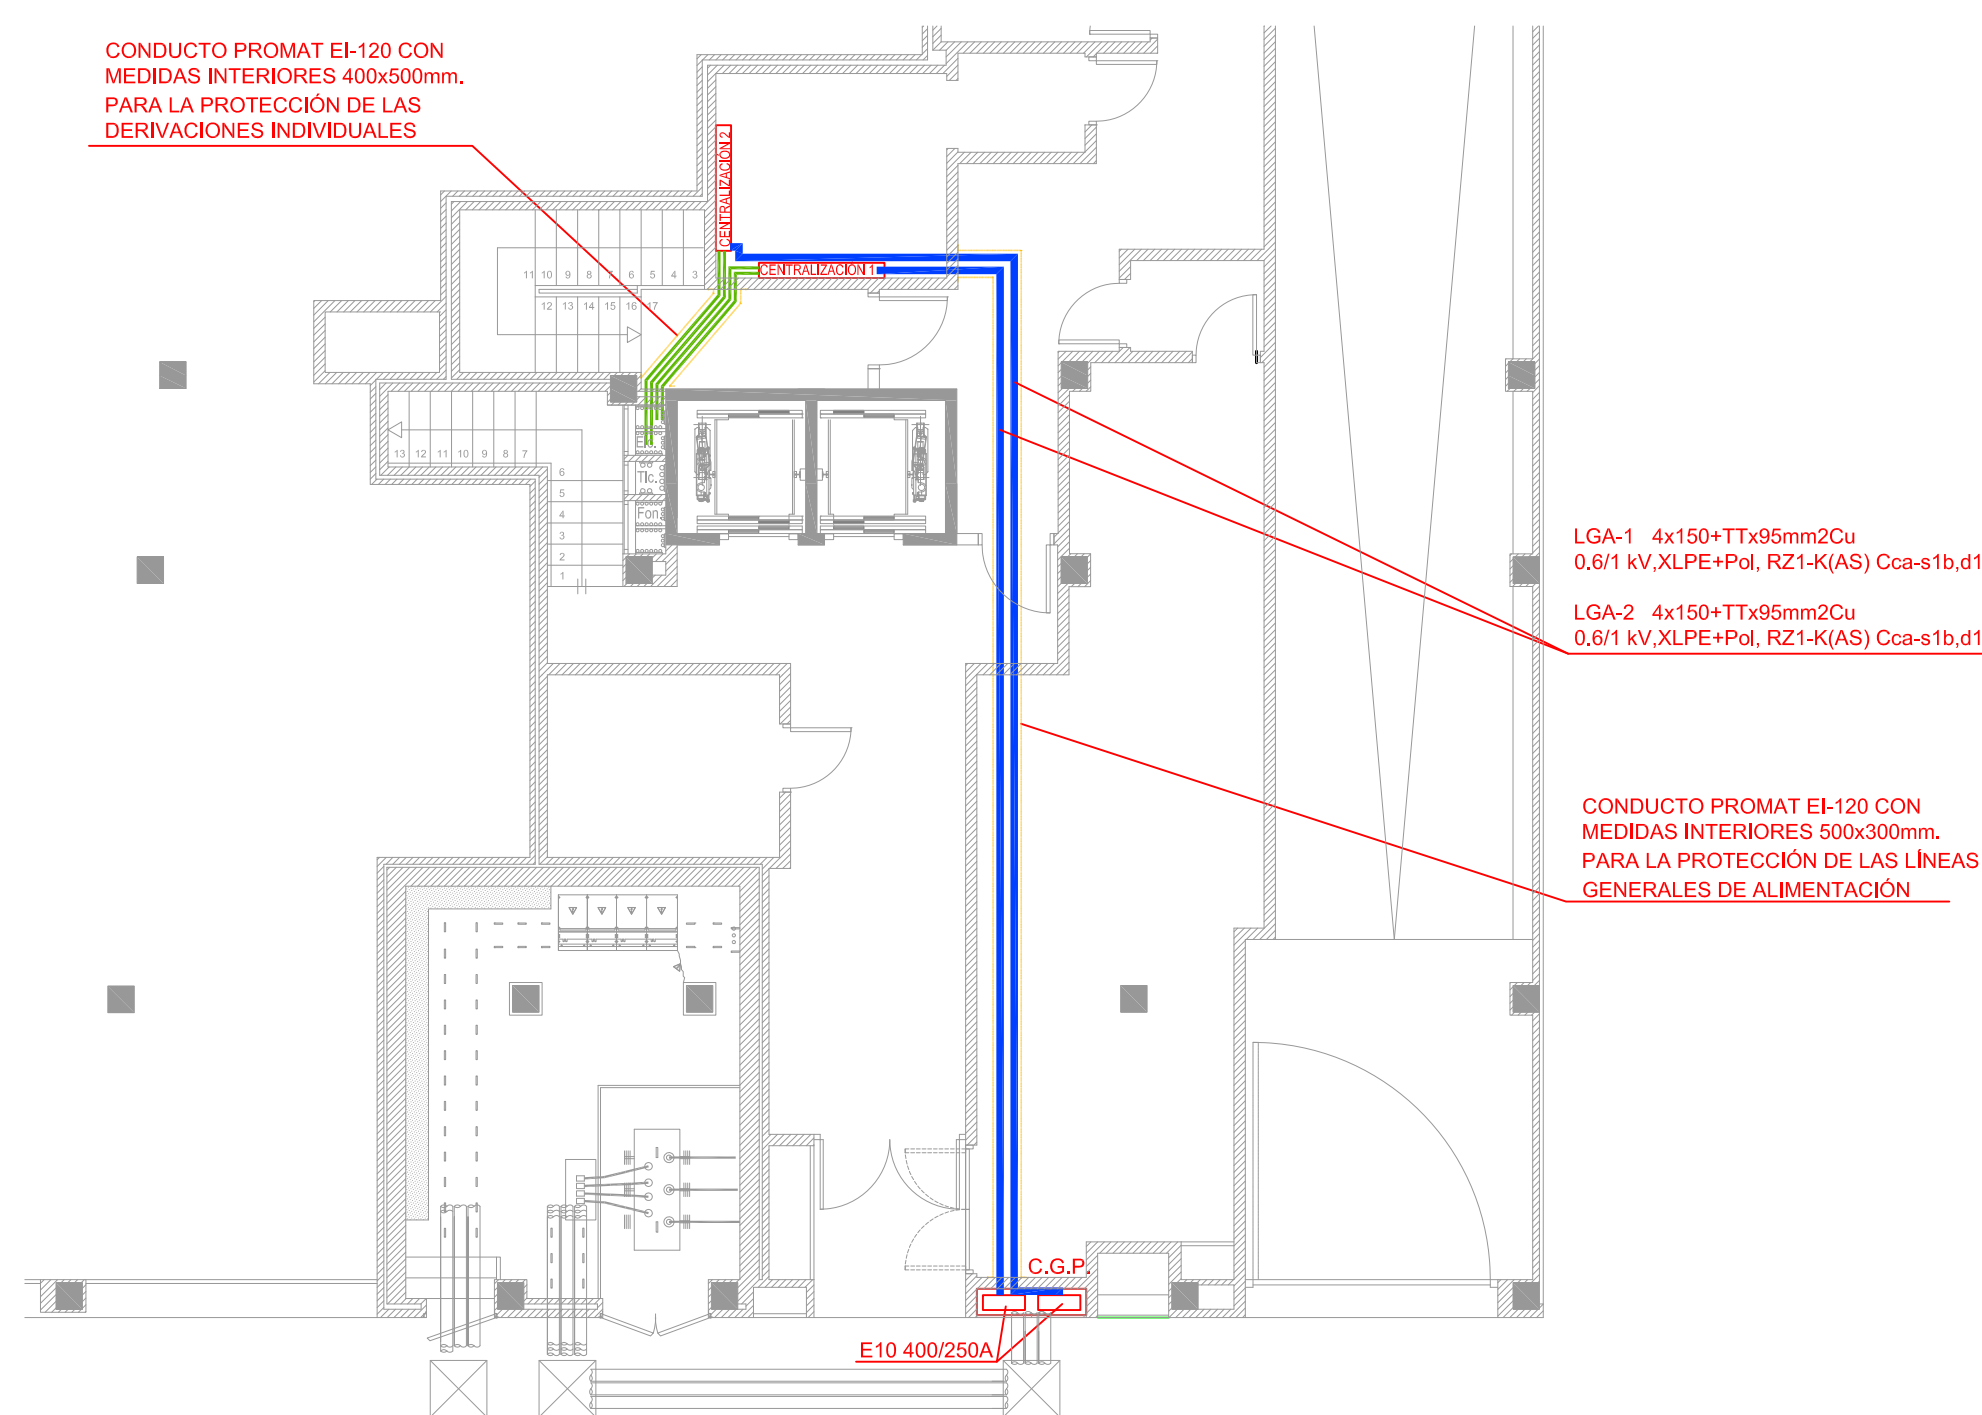 CONDUCTO PROMAT EI-120 CON
MEDIDAS INTERIORES 400x500mm.
PARA LA PROTECCIÓN DE LAS
DERIVACIONES INDIVIDUALES
CENTRALIZACIÓN 2
CENTRALIZACIÓN 1
11 10 9 8 7 6 5 4 3
12 13 14 15 16 17
13 12 11 10 9 8 7
6
5
4
3
2
1
Tlc.
Fon
LGA-1 4x150+TTx95mm2Cu
0.6/1 kV,XLPE+Pol, RZ1-K(AS) Cca-s1b,d1
LGA-2 4x150+TTx95mm2Cu
0.6/1 kV,XLPE+Pol, RZ1-K(AS) Cca-s1b,d1
CONDUCTO PROMAT EI-120 CON
MEDIDAS INTERIORES 500x300mm.
PARA LA PROTECCIÓN DE LAS LÍNEAS
GENERALES DE ALIMENTACIÓN
C.G.P.
E10 400/250A